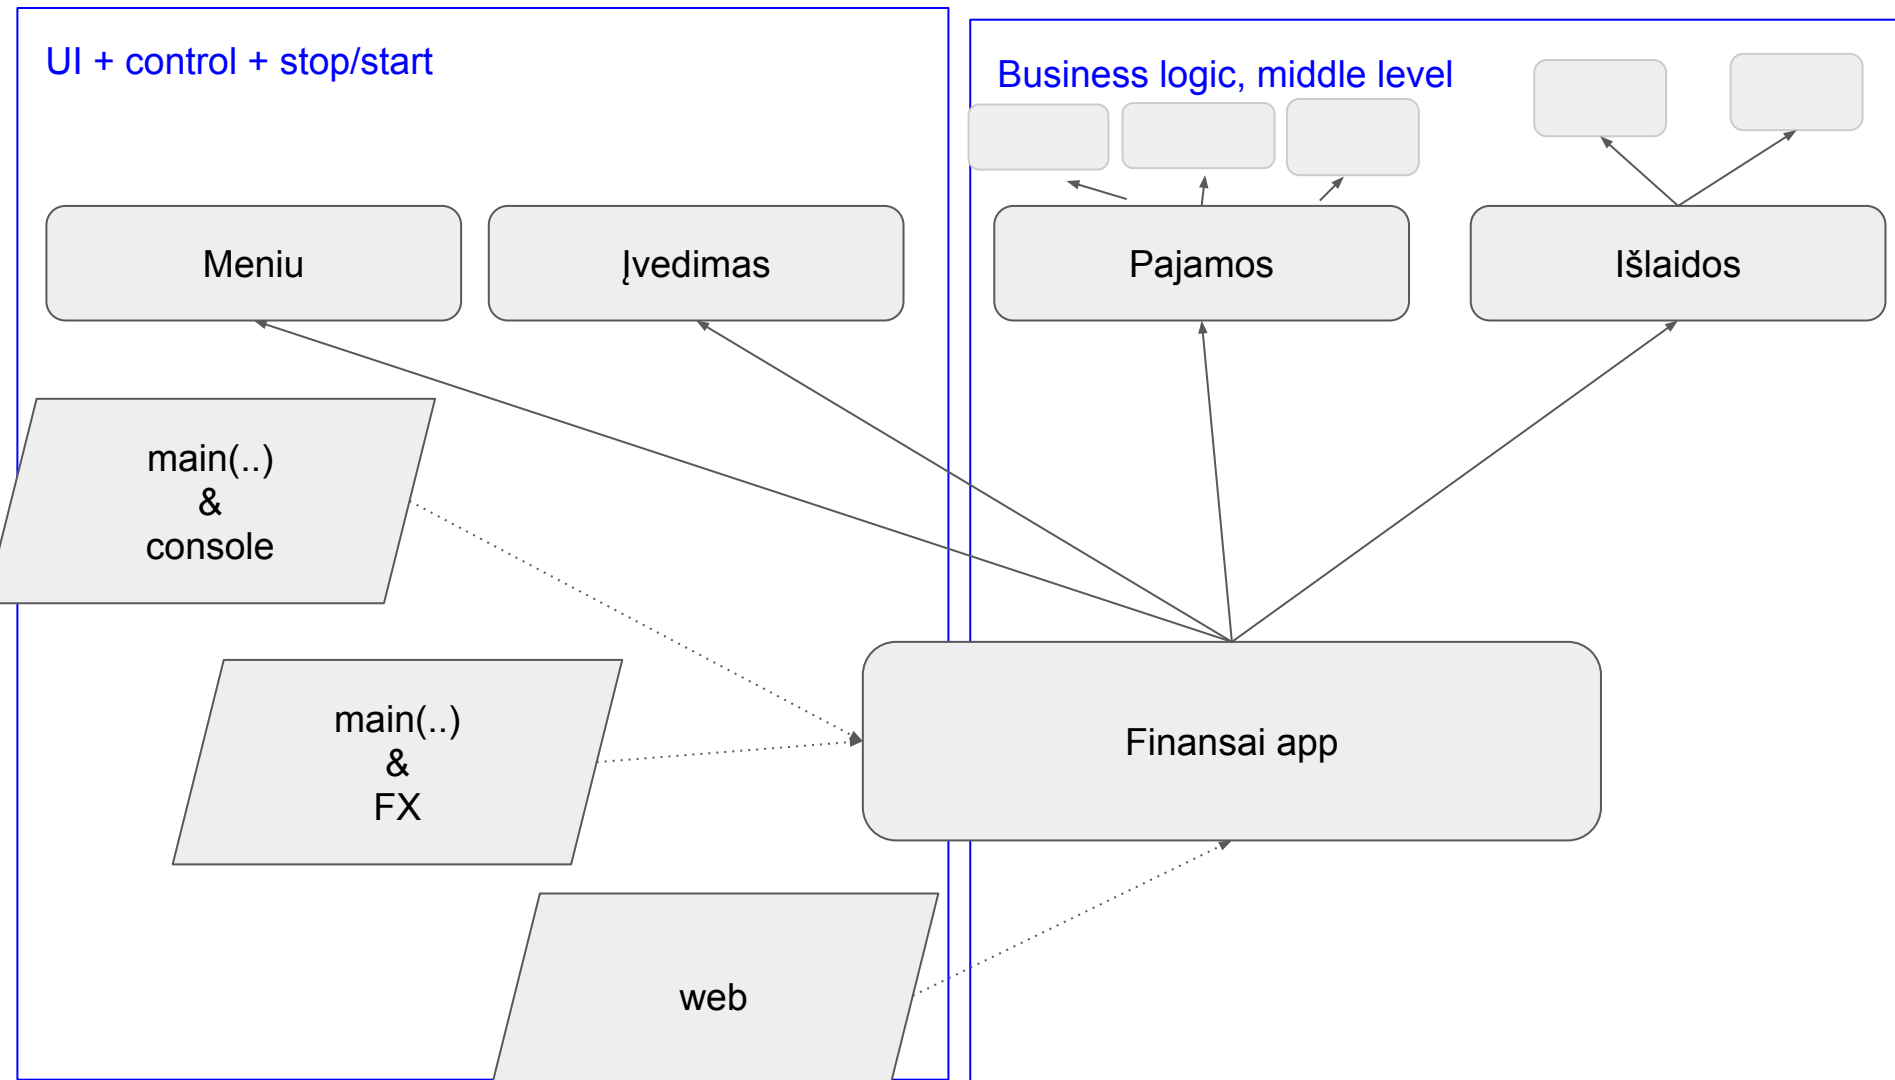 UI + control + stop/start
Business logic, middle level
Meniu
Įvedimas
Pajamos
Išlaidos
main(..)
&
console
main(..)
&
FX
Finansai app
web